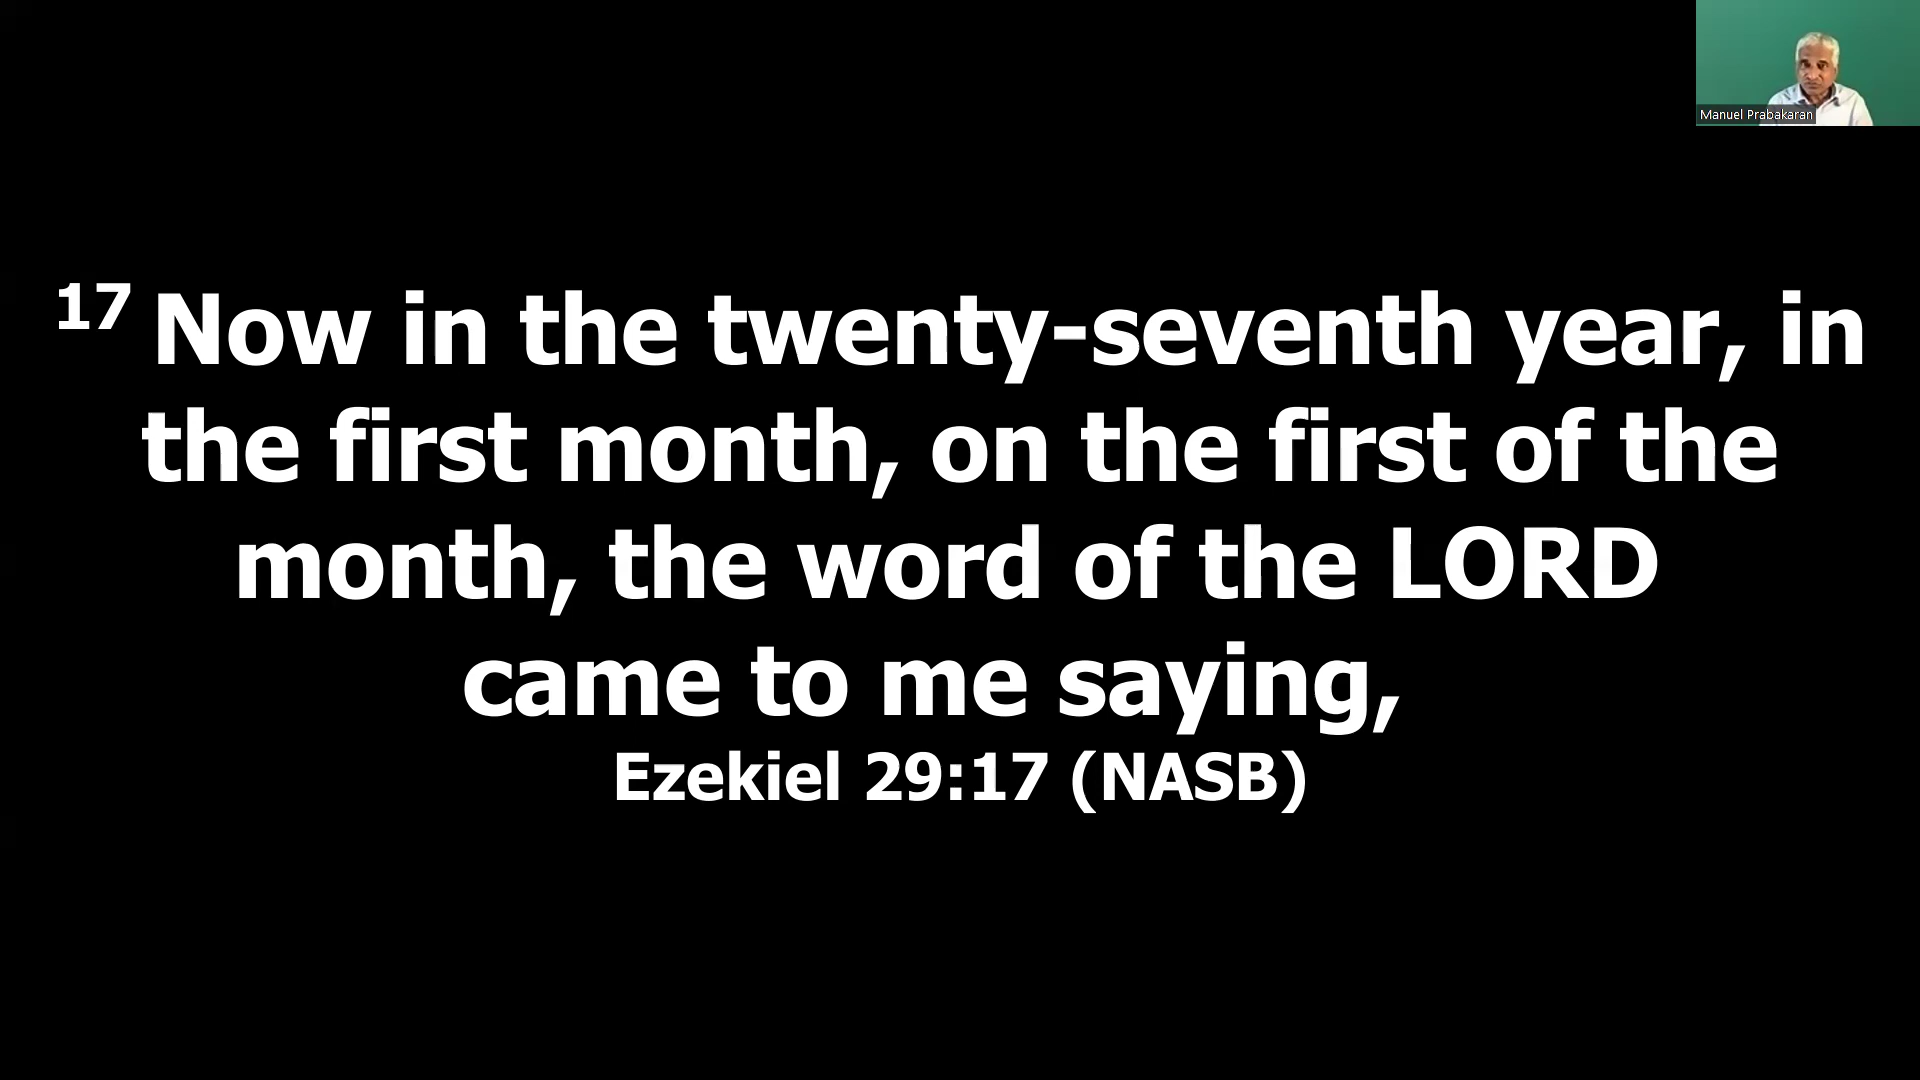 Manuel Prabakaran
17 Now in the twenty-seventh year, in
the first month, on the first of the
month, the word of the LORD
came to me saying,
Ezekiel 29:17 (NASB)